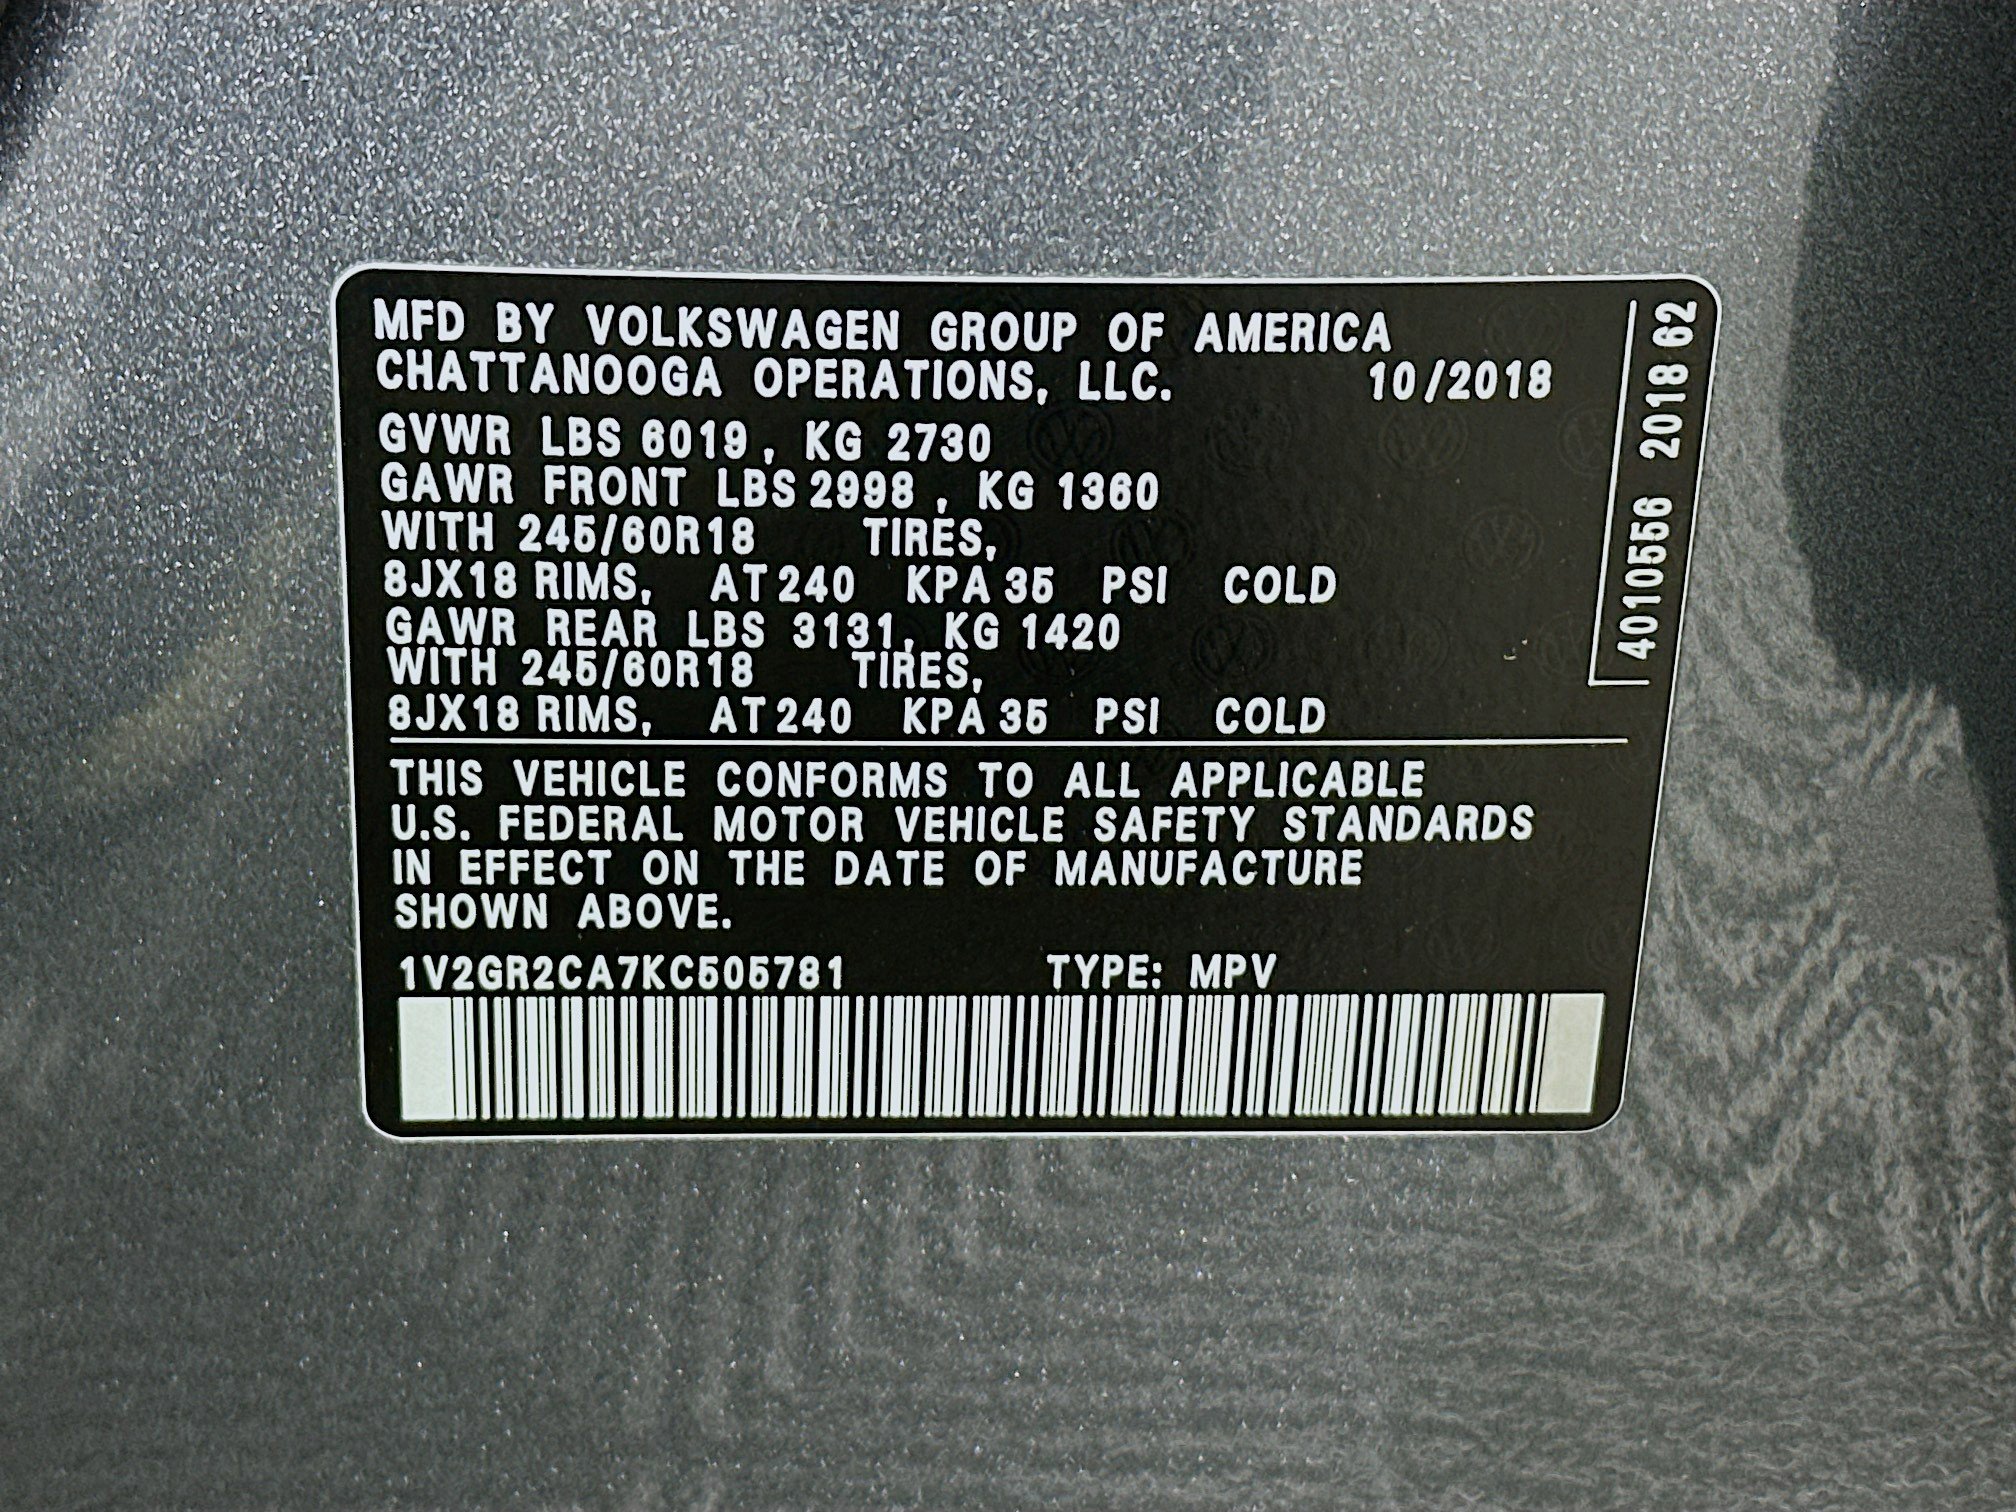 MFD BY VOLKSWAGEN GROUP OF AMERICA
CHATTANOOGA OPERATIONS, LLC. 10/2018
GVWR LBS 6019, KG 2730
GAWR FRONT LBS 2998, KG 1360
WITH 245/60R18 TIRES,
8JX18 RIMS, AT 240 KPA 35 PSI COLD
GAWR REAR LBS 3131, KG 1420
WITH 245/60R18 TIRES,
8JX18 RIMS, AT 240 KPA 35 PSI COLD
THIS VEHICLE CONFORMS TO ALL APPLICABLE
U.S. FEDERAL MOTOR VEHICLE SAFETY STANDARDS
IN EFFECT ON THE DATE OF MANUFACTURE
SHOWN ABOVE.
1V2GR2CA7KC505781 TYPE: MPV
4010556 2018 62